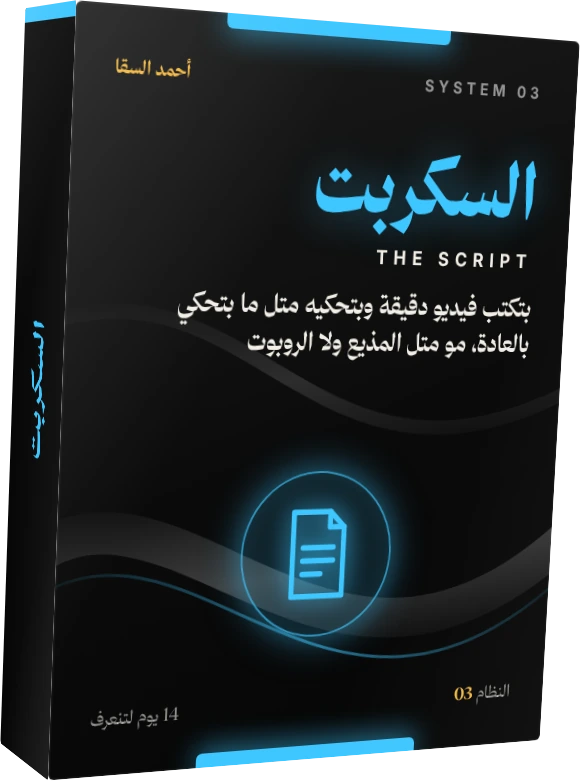 أحمد السقا
SYSTEM 03
السكربت
THE SCRIPT
بتكتب فيديو دقيقة وبتحكيه متل ما بتحكي
بالعادة، مو متل المذيع ولا الروبوت
السكربت
النظام 03
14 يوم لتنعرف